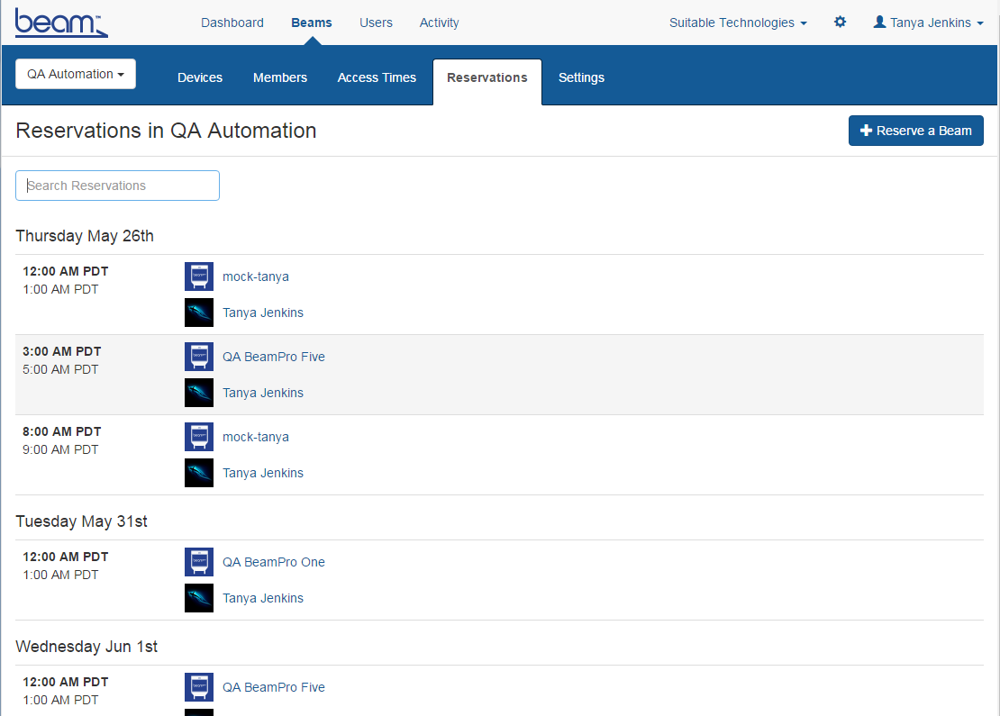 beam™
Dashboard Beams Users Activity Suitable Technologies Tanya Jenkins
QA Automation Devices Members Access Times Reservations Settings
Reservations in QA Automation
Reserve a Beam
Search Reservations
Thursday May 26th
12:00 AM PDT
1:00 AM PDT
mock-tanya
Tanya Jenkins
3:00 AM PDT
5:00 AM PDT
QA BeamPro Five
Tanya Jenkins
8:00 AM PDT
9:00 AM PDT
mock-tanya
Tanya Jenkins
Tuesday May 31st
12:00 AM PDT
1:00 AM PDT
QA BeamPro One
Tanya Jenkins
Wednesday Jun 1st
12:00 AM PDT
1:00 AM PDT
QA BeamPro Five